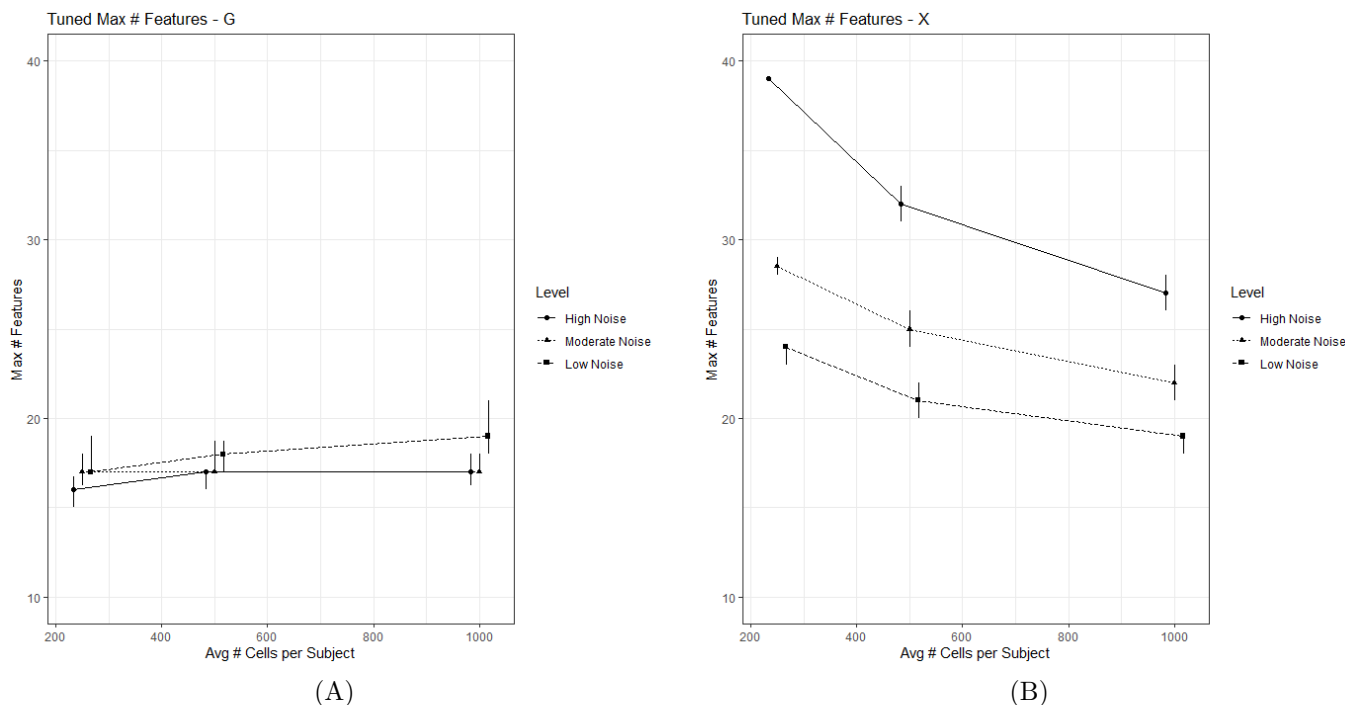 Tuned Max # Features - G
40
30
20
10
Max # Features
200 400 600 800 1000
Avg # Cells per Subject
Level
High Noise
Moderate Noise
Low Noise
(A)
Tuned Max # Features - X
40
30
20
10
Max # Features
200 400 600 800 1000
Avg # Cells per Subject
Level
High Noise
Moderate Noise
Low Noise
(B)